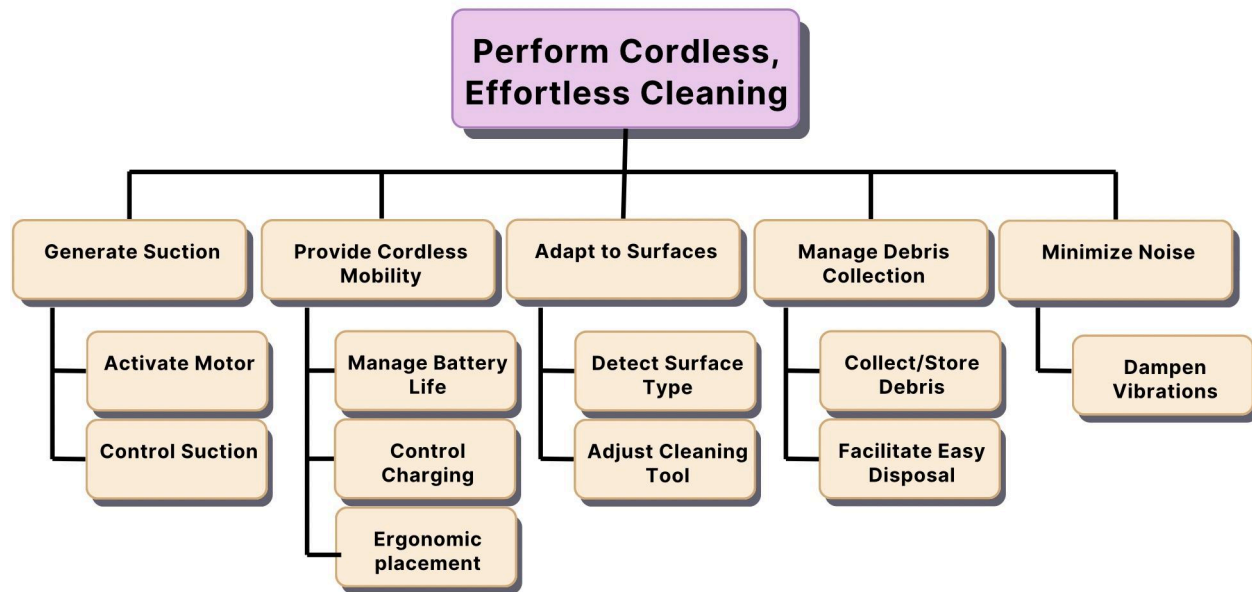 Perform Cordless,
Effortless Cleaning
Generate Suction
Activate Motor
Control Suction
Provide Cordless
Mobility
Manage Battery
Life
Control
Charging
Ergonomic
placement
Adapt to Surfaces
Detect Surface
Type
Adjust Cleaning
Tool
Manage Debris
Collection
Collect/Store
Debris
Facilitate Easy
Disposal
Minimize Noise
Dampen
Vibrations